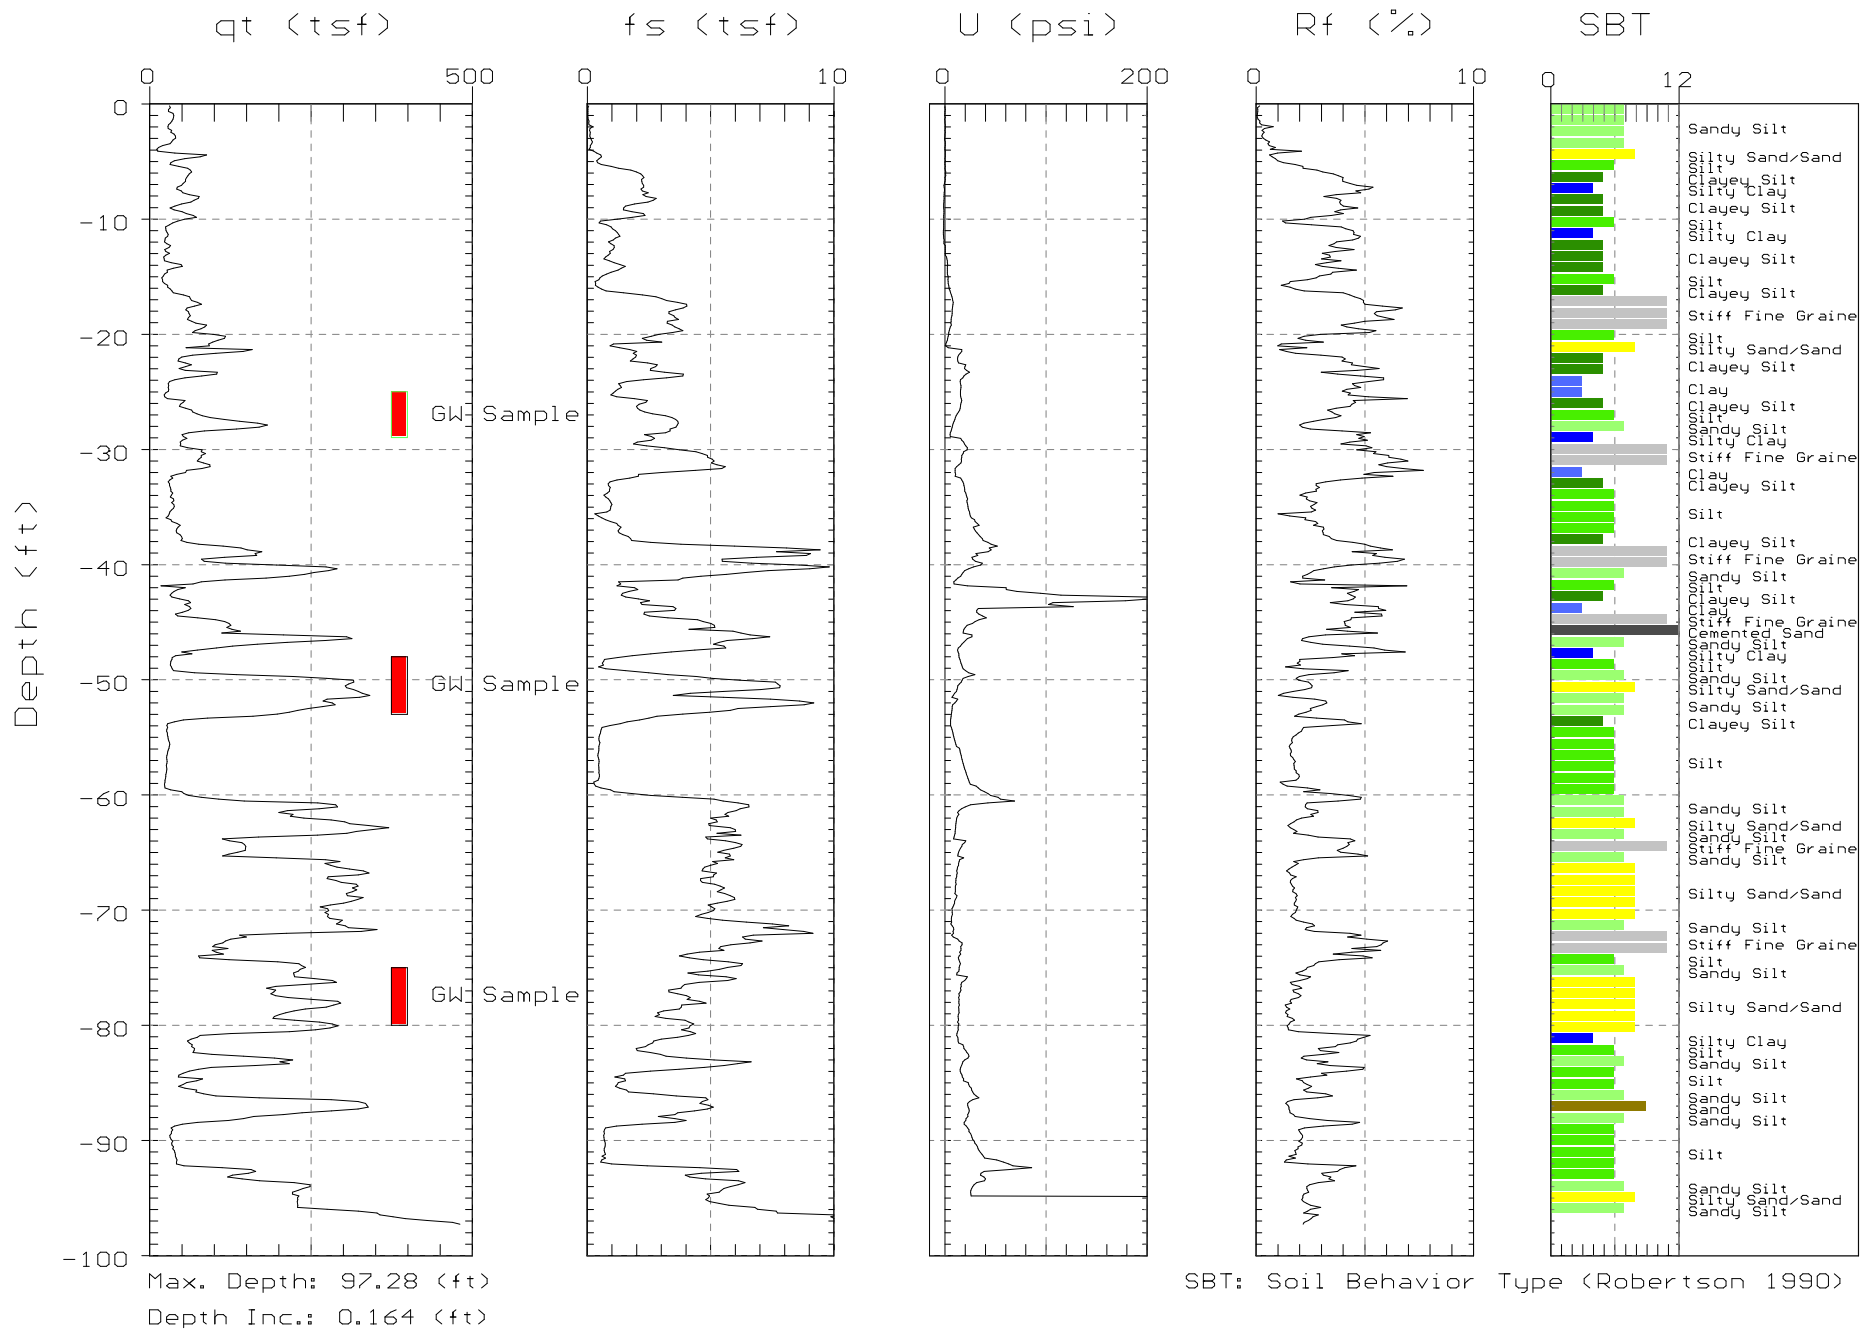 qt (tsf) fs (tsf) U (psi) Rf (%) SBT
0 500 0 10 0 200 0 10 0 12
0
-10
-20
-30
-40
-50
-60
-70
-80
-90
-100
Depth (ft)
GW Sample
GW Sample
GW Sample
Sandy Silt
Silty Sand/Sand
Silt
Clayey Silt
Silty Clay
Clayey Silt
Silt
Silty Clay
Clayey Silt
Silt
Clayey Silt
Stiff Fine Graine
Silt
Silty Sand/Sand
Clayey Silt
Clay
Clayey Silt
Silt
Sandy Silt
Silty Clay
Stiff Fine Graine
Clay
Clayey Silt
Silt
Clayey Silt
Stiff Fine Graine
Sandy Silt
Silt
Clayey Silt
Clay
Stiff Fine Graine
Cemented Sand
Sandy Silt
Silty Clay
Silt
Sandy Silt
Silty Sand/Sand
Sandy Silt
Clayey Silt
Silt
Sandy Silt
Silty Sand/Sand
Sandy Silt
Stiff Fine Graine
Sandy Silt
Silty Sand/Sand
Sandy Silt
Stiff Fine Graine
Silt
Sandy Silt
Silty Sand/Sand
Silty Clay
Silt
Sandy Silt
Silt
Sandy Silt
Sand
Sandy Silt
Silt
Sandy Silt
Silty Sand/Sand
Sandy Silt
Max. Depth: 97.28 (ft)
Depth Inc.: 0.164 (ft)
SBT: Soil Behavior Type (Robertson 1990)